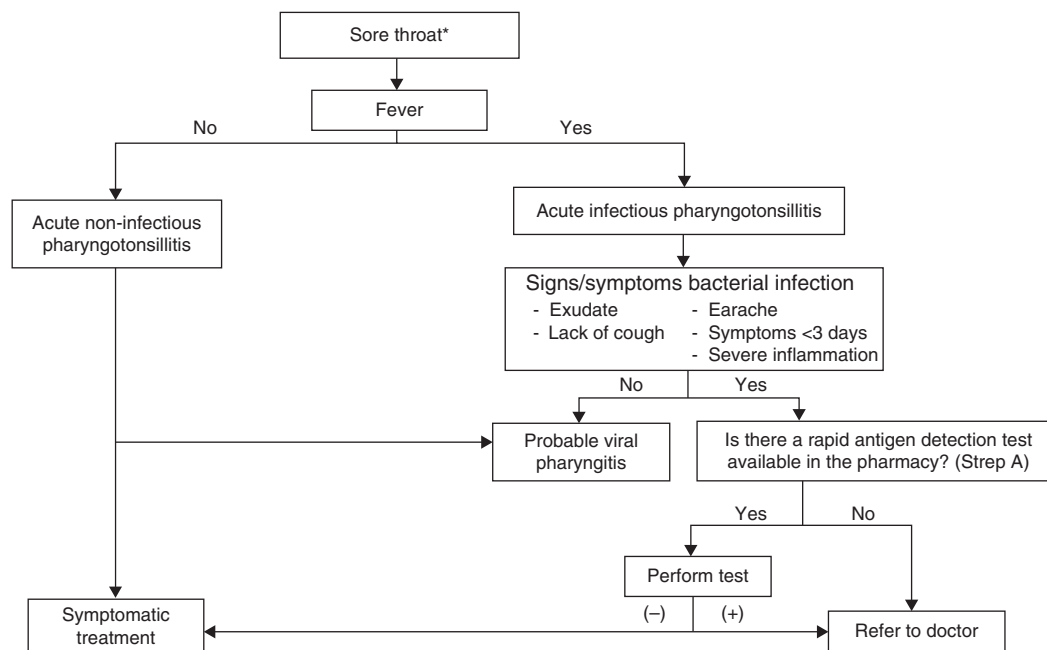 Sore throat*
Fever
No
Yes
Acute non-infectious
pharyngotonsillitis
Acute infectious pharyngotonsillitis
Signs/symptoms bacterial infection
- Exudate
- Lack of cough
- Earache
- Symptoms <3 days
- Severe inflammation
No
Yes
Probable viral
pharyngitis
Is there a rapid antigen detection test
available in the pharmacy? (Strep A)
Yes
No
Perform test
(–)
(+)
Symptomatic
treatment
Refer to doctor